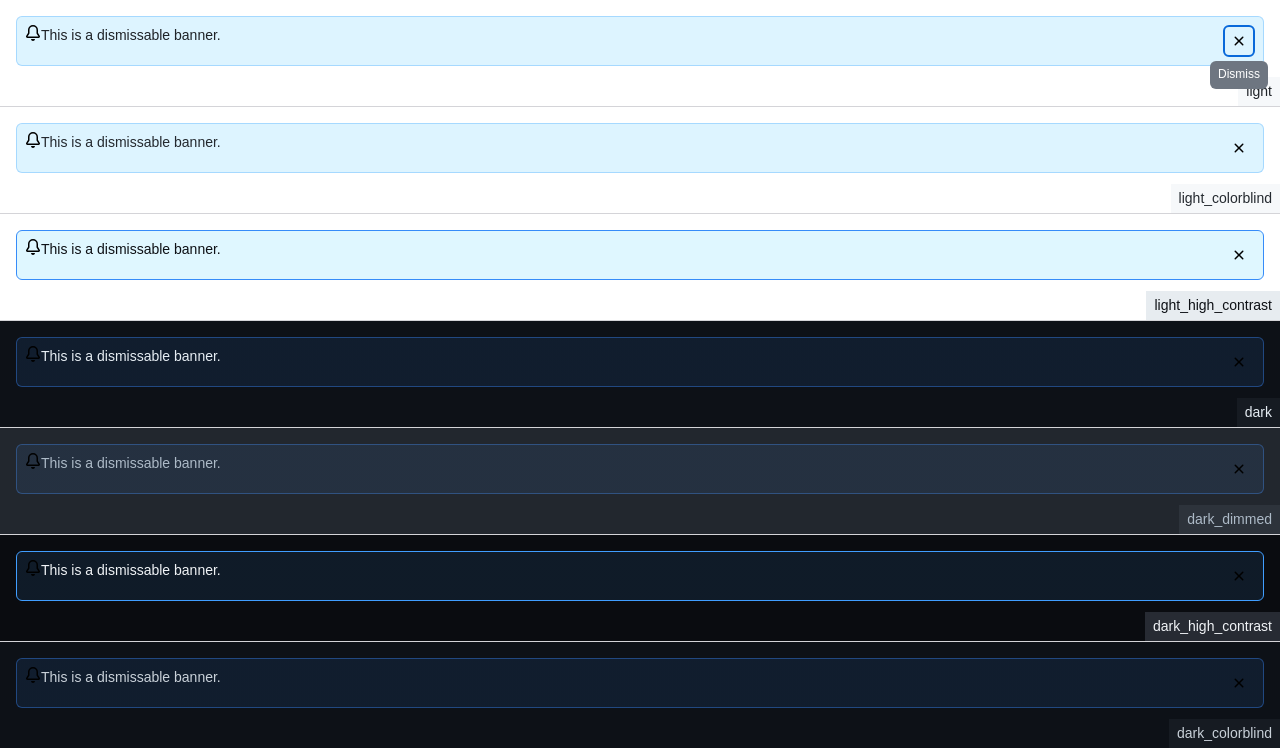 This is a dismissable banner.
Dismiss
light
This is a dismissable banner.
light_colorblind
This is a dismissable banner.
light_high_contrast
This is a dismissable banner.
dark
This is a dismissable banner.
dark_dimmed
This is a dismissable banner.
dark_high_contrast
This is a dismissable banner.
dark_colorblind